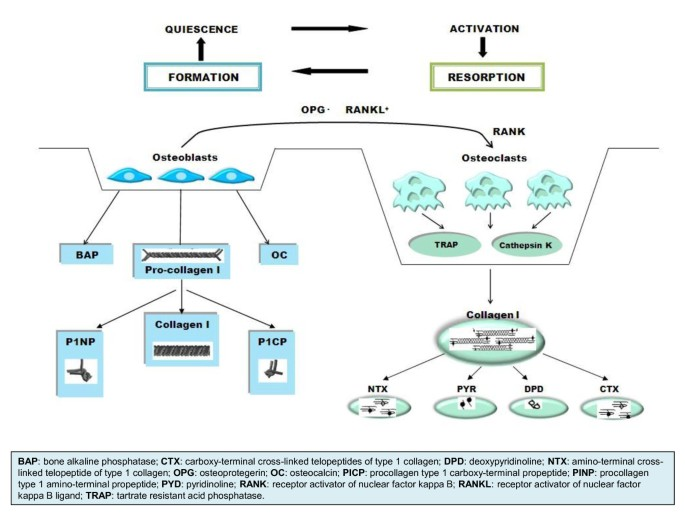 QUIESCENCE
ACTIVATION
FORMATION
RESORPTION
OPG - RANKL+
RANK
Osteoblasts
Osteoclasts
TRAP
Cathepsin K
BAP
Pro-collagen I
OC
Collagen I
P1NP
Collagen I
P1CP
NTX
PYR
DPD
CTX
BAP: bone alkaline phosphatase; CTX: carboxy-terminal cross-linked telopeptides of type 1 collagen; DPD: deoxypyridinoline; NTX: amino-terminal cross-
linked telopeptide of type 1 collagen; OPG: osteoprotegerin; OC: osteocalcin; PICP: procollagen type 1 carboxy-terminal propeptide; PINP: procollagen
type 1 amino-terminal propeptide; PYD: pyridinoline; RANK: receptor activator of nuclear factor kappa B; RANKL: receptor activator of nuclear factor
kappa B ligand; TRAP: tartrate resistant acid phosphatase.